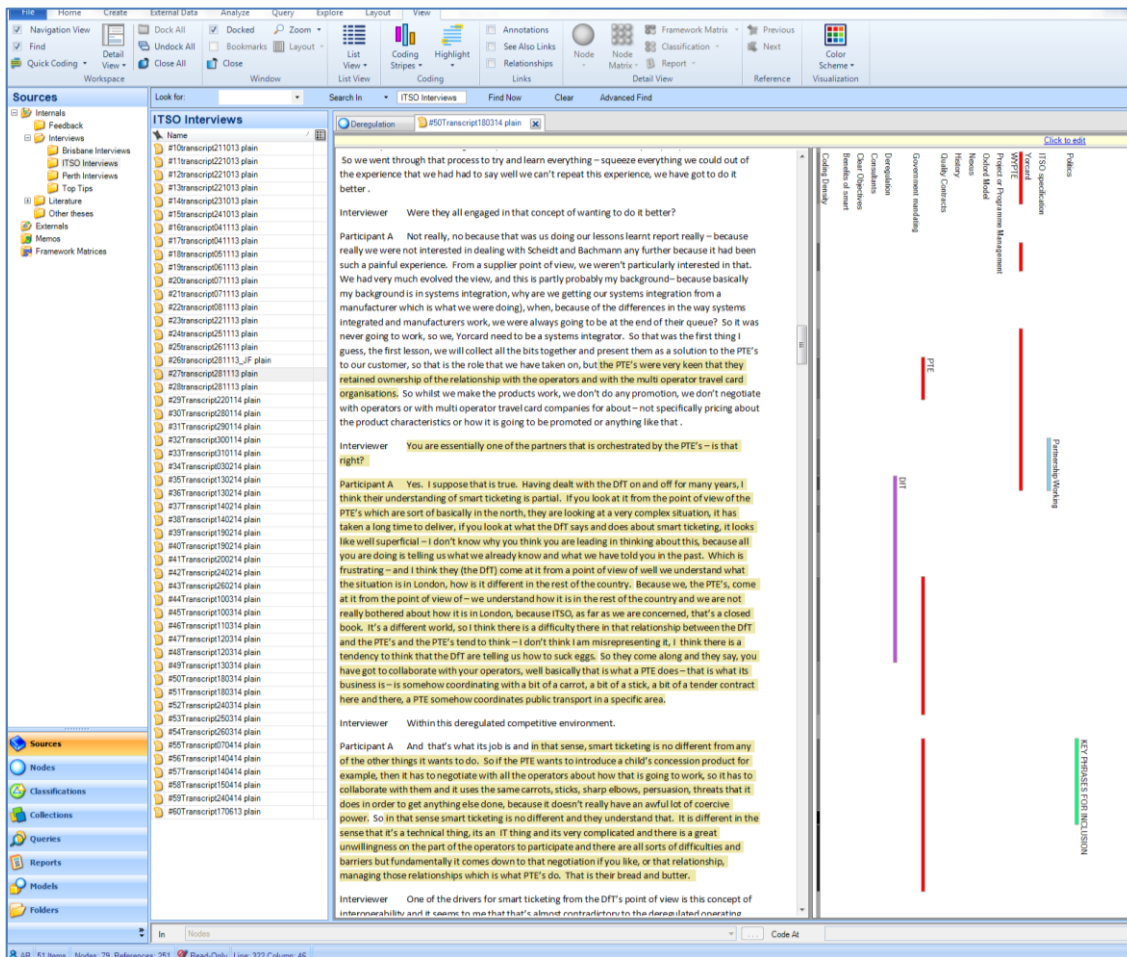 File Home Create External Data Analyze Query Explore Layout View
Navigation View
Find
Quick Coding
Detail View
Workspace
Dock All
Undock All
Close All
Docked
Bookmarks
Close
Zoom
Layout
Window
List View
List View
Coding Stripes
Highlight
Coding
Annotations
See Also Links
Relationships
Links
Node
Node Matrix
Framework Matrix
Classification
Report
Detail View
Previous
Next
Reference
Color Scheme
Visualization
Sources
Internals
Feedback
Interviews
Brisbane Interviews
ITSO Interviews
Perth Interviews
Top Tips
Literature
Other theses
Externals
Memos
Framework Matrices
Sources
Nodes
Classifications
Collections
Queries
Reports
Models
Folders
Look for: Search In ITSO Interviews Find Now Clear Advanced Find
ITSO Interviews
Name
#10transcript211013 plain
#11transcript221013 plain
#12transcript221013 plain
#13transcript221013 plain
#14transcript231013 plain
#15transcript241013 plain
#16transcript041113 plain
#17transcript041113 plain
#18transcript051113 plain
#19transcript061113 plain
#20transcript071113 plain
#21transcript071113 plain
#22transcript081113 plain
#23transcript221113 plain
#24transcript251113 plain
#25transcript261113 plain
#26transcript281113_JF plain
#27transcript281113 plain
#28transcript281113 plain
#29Transcript220114 plain
#30Transcript280114 plain
#31Transcript290114 plain
#32Transcript300114 plain
#33Transcript310114 plain
#34Transcript030214 plain
#35Transcript130214 plain
#36Transcript130214 plain
#37Transcript140214 plain
#38Transcript140214 plain
#39Transcript190214 plain
#40Transcript190214 plain
#41Transcript200214 plain
#42Transcript240214 plain
#43Transcript260214 plain
#44Transcript100314 plain
#45Transcript100314 plain
#46Transcript110314 plain
#47Transcript120314 plain
#48Transcript120314 plain
#49Transcript130314 plain
#50Transcript180314 plain
#51Transcript180314 plain
#52Transcript240314 plain
#53Transcript250314 plain
#54Transcript260314 plain
#55Transcript070414 plain
#56Transcript140414 plain
#57Transcript140414 plain
#58Transcript150414 plain
#59Transcript240414 plain
#60Transcript170613 plain
Deregulation #50Transcript180314 plain
Click to edit
So we went through that process to try and learn everything – squeeze everything we could out of
the experience that we had had to say well we can't repeat this experience, we have got to do it
better .
Interviewer Were they all engaged in that concept of wanting to do it better?
Participant A Not really, no because that was us doing our lessons learnt report really – because
really we were not interested in dealing with Scheidt and Bachmann any further because it had been
such a painful experience. From a supplier point of view, we weren't particularly interested in that.
We had very much evolved the view, and this is partly probably my background– because basically
my background is in systems integration, why are we getting our systems integration from a
manufacturer which is what we were doing), when, because of the differences in the way systems
integrated and manufacturers work, we were always going to be at the end of their queue? So it was
never going to work, so we, Yorcard need to be a systems integrator. So that was the first thing I
guess, the first lesson, we will collect all the bits together and present them as a solution to the PTE's
to our customer, so that is the role that we have taken on, but the PTE's were very keen that they
retained ownership of the relationship with the operators and with the multi operator travel card
organisations. So whilst we make the products work, we don't do any promotion, we don't negotiate
with operators or with multi operator travel card companies for about – not specifically pricing about
the product characteristics or how it is going to be promoted or anything like that .
Interviewer You are essentially one of the partners that is orchestrated by the PTE's – is that
right?
Participant A Yes. I suppose that is true. Having dealt with the DfT on and off for many years, I
think their understanding of smart ticketing is partial. If you look at it from the point of view of the
PTE's which are sort of basically in the north, they are looking at a very complex situation, it has
taken a long time to deliver, if you look at what the DfT says and does about smart ticketing, it looks
like well superficial – I don't know why you think you are leading in thinking about this, because all
you are doing is telling us what we already know and what we have told you in the past. Which is
frustrating – and I think they (the DfT) come at it from a point of view of well we understand what
the situation is in London, how is it different in the rest of the country. Because we, the PTE's, come
at it from the point of view of – we understand how it is in the rest of the country and we are not
really bothered about how it is in London, because ITSO, as far as we are concerned, that's a closed
book. It's a different world, so I think there is a difficulty there in that relationship between the DfT
and the PTE's and the PTE's tend to think – I don't think I am misrepresenting it, I think there is a
tendency to think that the DfT are telling us how to suck eggs. So they come along and they say, you
have got to collaborate with your operators, well basically that is what a PTE does – that is what its
business is – is somehow coordinating with a bit of a carrot, a bit of a stick, a bit of a tender contract
here and there, a PTE somehow coordinates public transport in a specific area.
Interviewer Within this deregulated competitive environment.
Participant A And that's what its job is and in that sense, smart ticketing is no different from any
of the other things it wants to do. So if the PTE wants to introduce a child's concession product for
example, then it has to negotiate with all the operators about how that is going to work, so it has to
collaborate with them and it uses the same carrots, sticks, sharp elbows, persuasion, threats that it
does in order to get anything else done, because it doesn't really have an awful lot of coercive
power. So in that sense smart ticketing is no different and they understand that. It is different in the
sense that it's a technical thing, its an IT thing and its very complicated and there is a great
unwillingness on the part of the operators to participate and there are all sorts of difficulties and
barriers but fundamentally it comes down to that negotiation if you like, or that relationship,
managing those relationships which is what PTE's do. That is their bread and butter.
Interviewer One of the drivers for smart ticketing from the DfT's point of view is this concept of
interoperability and it seems to me that that's almost contradictory to the deregulated operating
Coding Density
Benefits of smart
Clear Objectives
Consultants
Deregulation
Government mandating
Quality Contracts
History
Nexus
Oxford Model
Project or Programme Management
WYPTE
Yorcard
ITSO specification
Politics
PTE
Partnership Working
DfT
KEY PHRASES FOR INCLUSION
In Nodes ... Code At
AR 51 Items Nodes: 79 References: 251 Read-Only Line: 322 Column: 46